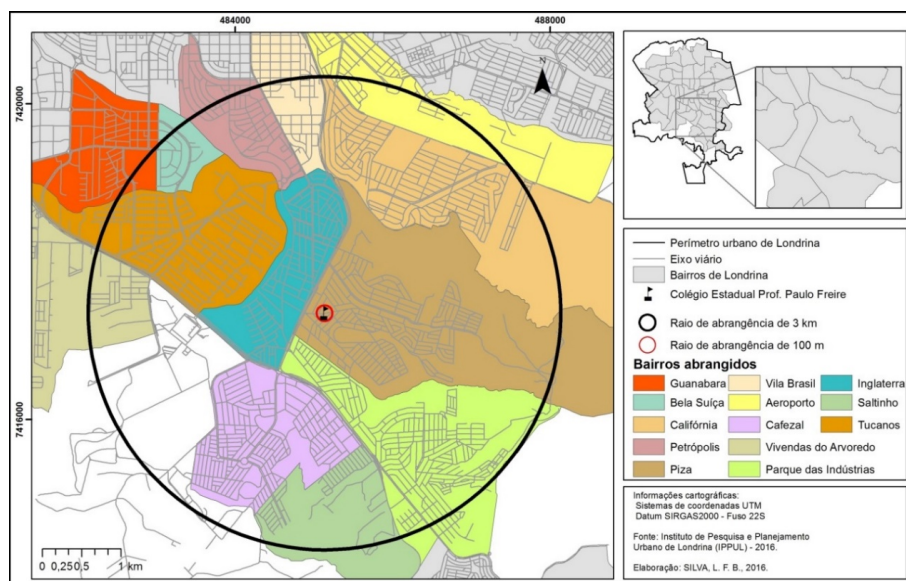 484000
488000
7420000
7416000
N
0 0,25 0,5 1 km
Perímetro urbano de Londrina
Eixo viário
Bairros de Londrina
Colégio Estadual Prof. Paulo Freire
Raio de abrangência de 3 km
Raio de abrangência de 100 m
Bairros abrangidos
Guanabara
Vila Brasil
Inglaterra
Bela Suíça
Aeroporto
Saltinho
Califórnia
Cafezal
Tucanos
Petrópolis
Vivendas do Arvoredo
Piza
Parque das Indústrias
Informações cartográficas:
Sistemas de coordenadas UTM
Datum SIRGAS2000 - Fuso 22S
Fonte: Instituto de Pesquisa e Planejamento
Urbano de Londrina (IPPUL) - 2016.
Elaboração: SILVA, L. F. B., 2016.